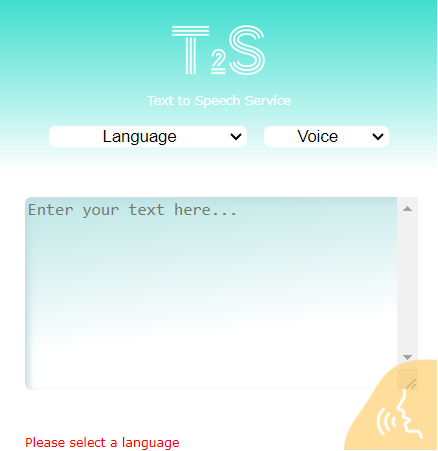 T2S
Text to Speech Service
Language
Voice
Enter your text here...
Please select a language